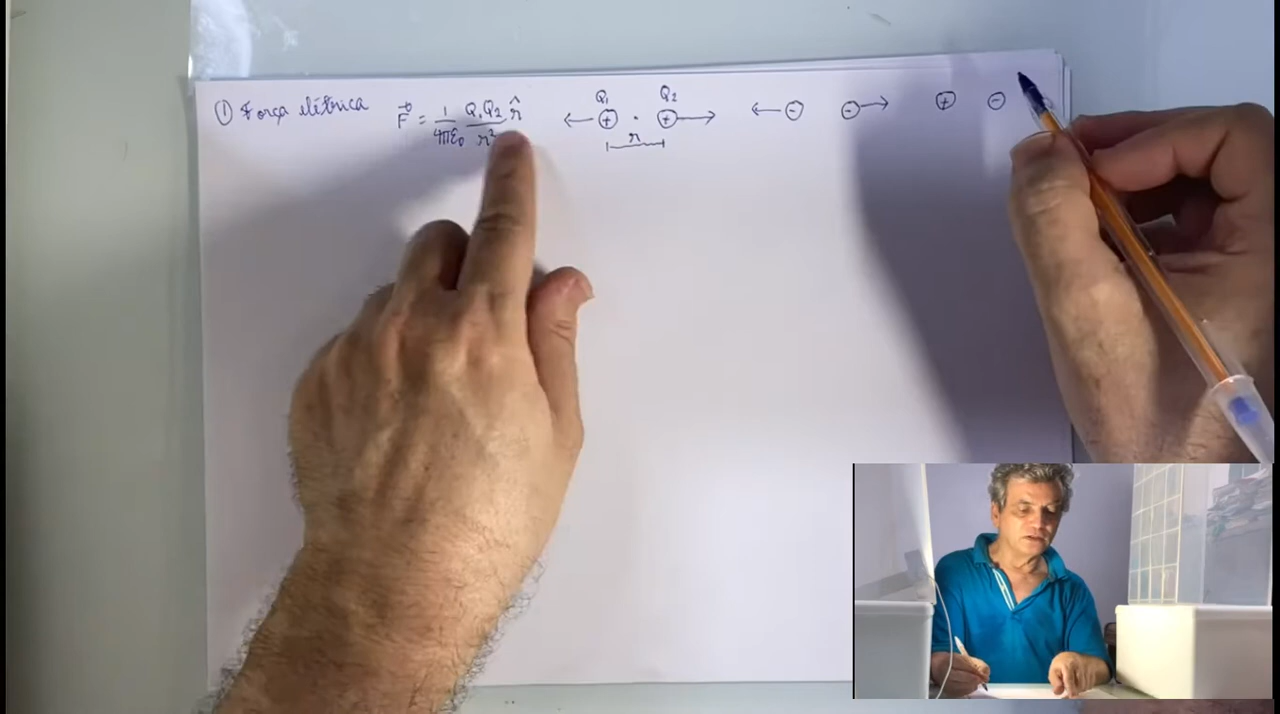 ① Força elétrica F⃗ = 1/4πε₀ Q₁Q₂/r² r̂ Q₁ Q₂ ← ⊕ · ⊕ → ← ⊖ ⊖ → ⊕ ⊖
r